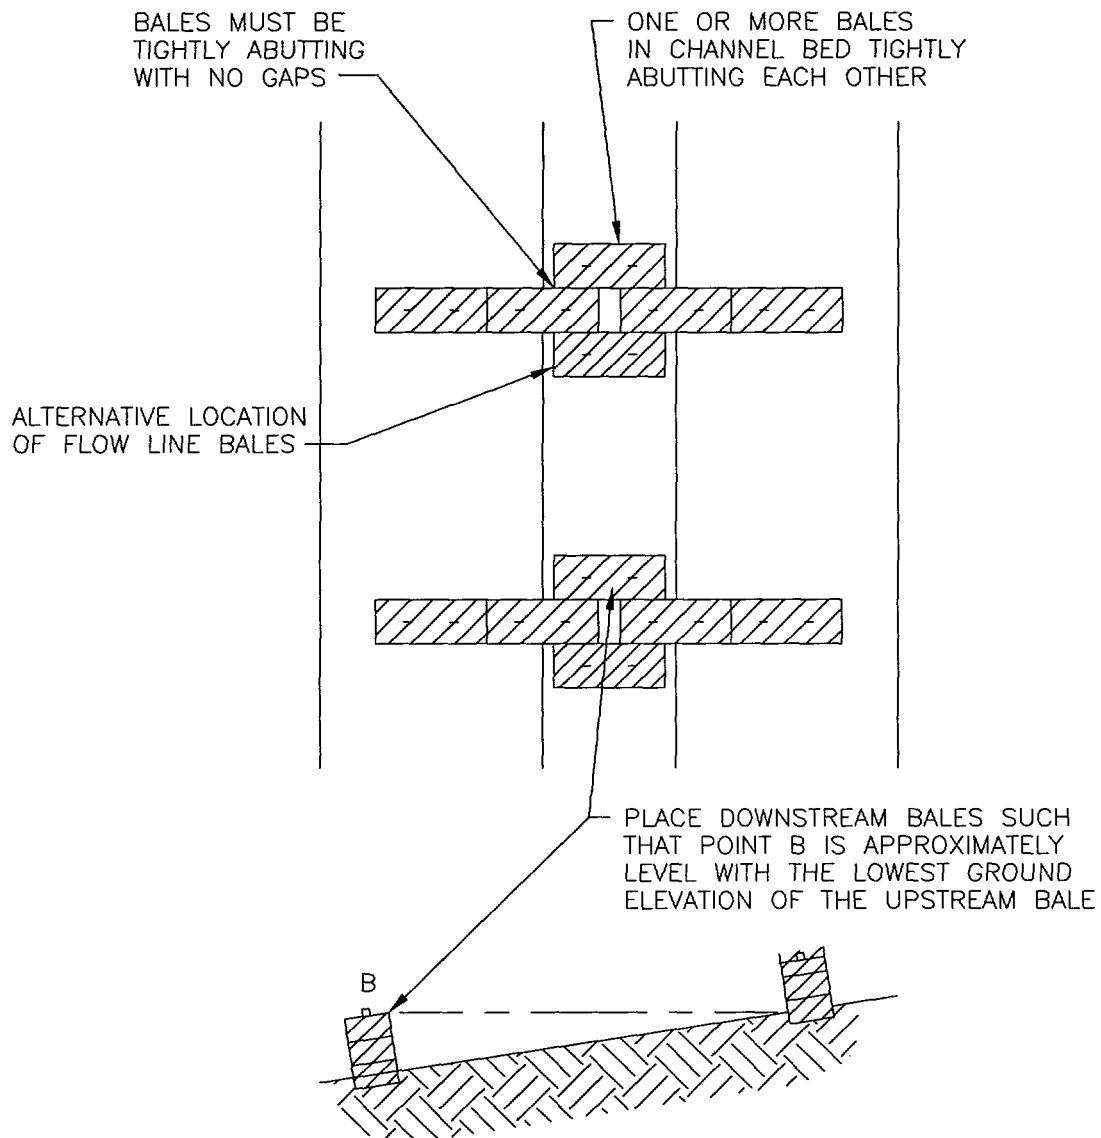 BALES MUST BE
TIGHTLY ABUTTING
WITH NO GAPS
ONE OR MORE BALES
IN CHANNEL BED TIGHTLY
ABUTTING EACH OTHER
ALTERNATIVE LOCATION
OF FLOW LINE BALES
PLACE DOWNSTREAM BALES SUCH
THAT POINT B IS APPROXIMATELY
LEVEL WITH THE LOWEST GROUND
ELEVATION OF THE UPSTREAM BALE
B